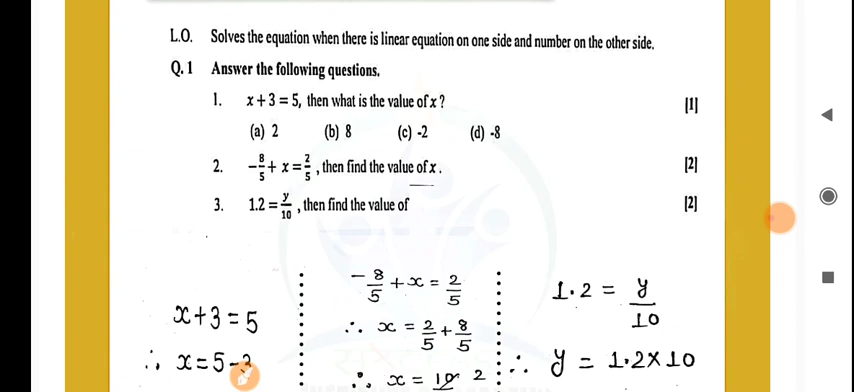 L.O. Solves the equation when there is linear equation on one side and number on the other side.
Q.1 Answer the following questions.
1. x + 3 = 5, then what is the value of x ? [1]
(a) 2 (b) 8 (c) -2 (d) -8
2. -8/5 + x = 2/5 , then find the value of x . [2]
3. 1.2 = y/10 , then find the value of [2]
x+3=5
∴ x=5-3
-8/5 + x = 2/5
∴ x = 2/5 + 8/5
∴ x = 10 2
1.2 = y/10
∴ y = 1.2 × 10